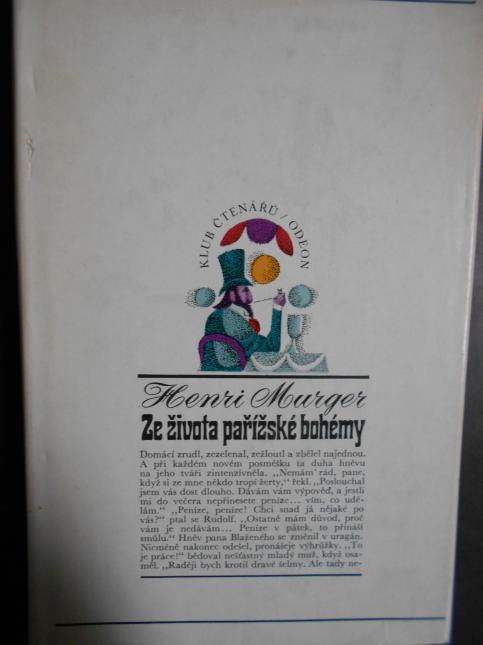 KLUB ČTENÁŘŮ / ODEON
Henri Murger
Ze života pařížské bohémy
Domácí zrudl, zezelenal, zežloutl a zbělel najednou.
A při každém novém posměšku ta duha hněvu
na jeho tváři zintenzívněla. „Nemám' rád, pane,
když si ze mne někdo tropí žerty,“ řekl. „Poslouchal
jsem vás dost dlouho. Dávám vám výpověď, a jestli
mi do večera nepřinesete peníze... vím, co udě-
lám.“ „Peníze, peníze! Chci snad já nějaké po
vás?“ ptal se Rudolf. „Ostatně mám důvod, proč
vám je nedávám... Peníze v pátek, to přináší
smůlu.“ Hněv pana Blaženého se změnil v uragán.
Nicméně nakonec odešel, pronášeje výhrůžky. „To
je práce!“ bědoval nešťastný mladý muž, když osa-
měl. „Raději bych krotil dravé šelmy. Ale tady ne-